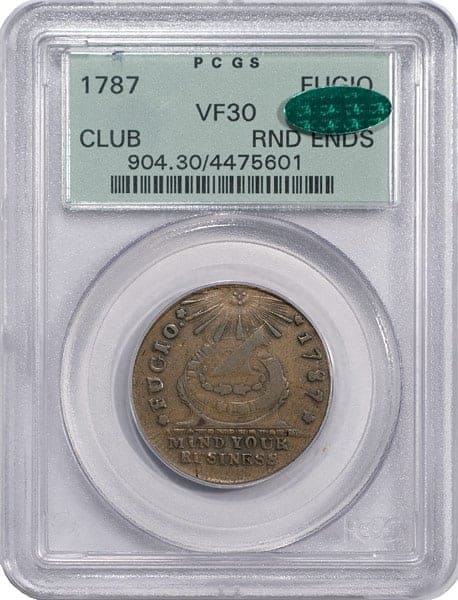 PCGS
1787 FUGIO
VF30
CLUB RND ENDS
904.30/4475601
FUGIO. 1787
MIND YOUR
BUSINESS